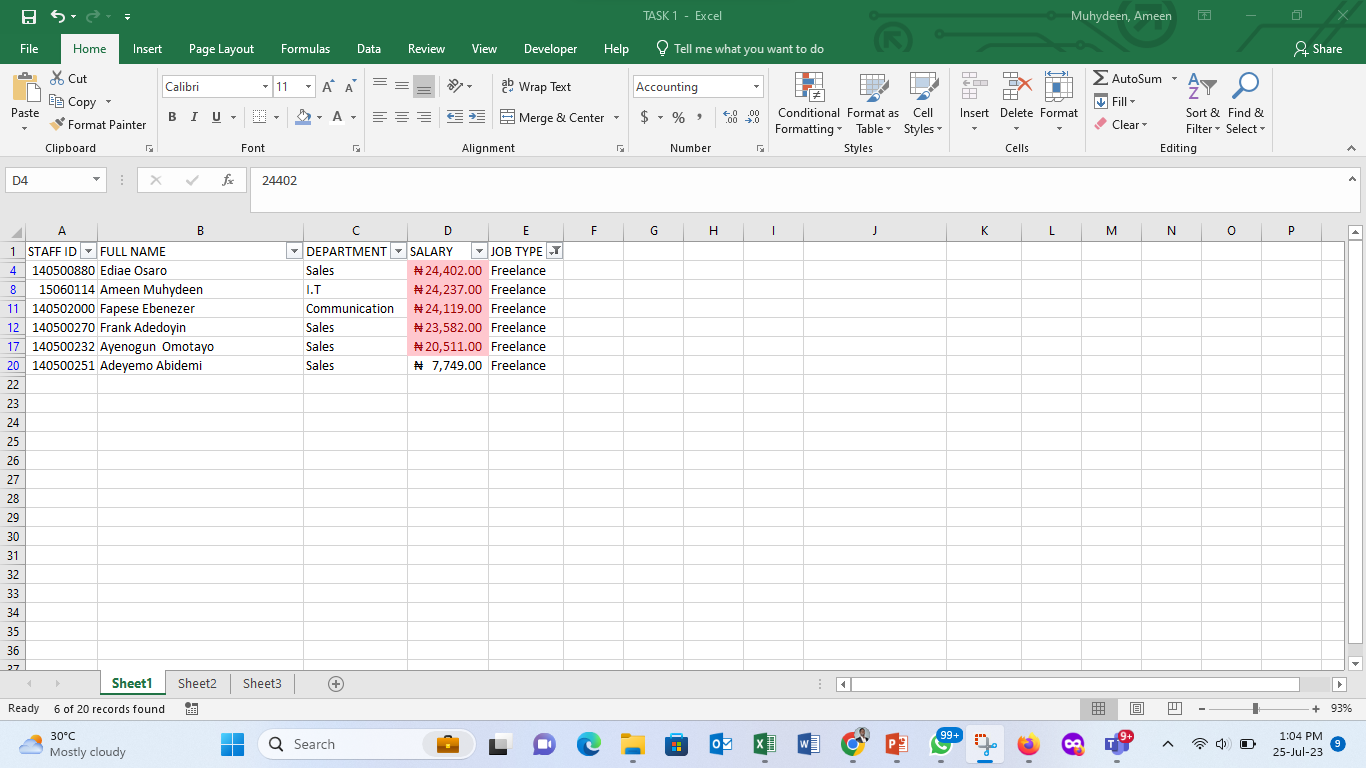 TASK 1 - Excel
Muhydeen, Ameen
File Home Insert Page Layout Formulas Data Review View Developer Help Tell me what you want to do Share
Paste Cut Copy Format Painter
Calibri 11 A A B I U A
Wrap Text Merge & Center
Accounting $ % , .00 .00
Conditional Formatting Format as Table Cell Styles
Insert Delete Format
AutoSum Fill Clear Sort & Filter Find & Select
Clipboard Font Alignment Number Styles Cells Editing
D4 fx 24402
A B C D E F G H I J K L M N O P
1 STAFF ID FULL NAME DEPARTMENT SALARY JOB TYPE
4 140500880 Ediae Osaro Sales ₦24,402.00 Freelance
8 15060114 Ameen Muhydeen I.T ₦24,237.00 Freelance
11 140502000 Fapese Ebenezer Communication ₦24,119.00 Freelance
12 140500270 Frank Adedoyin Sales ₦23,582.00 Freelance
17 140500232 Ayenogun Omotayo Sales ₦20,511.00 Freelance
20 140500251 Adeyemo Abidemi Sales ₦ 7,749.00 Freelance
22
23
24
25
26
27
28
29
30
31
32
33
34
35
36
37
Sheet1 Sheet2 Sheet3
Ready 6 of 20 records found 93%
30°C
Mostly cloudy
Search
99+
9+
1:04 PM
25-Jul-23
9